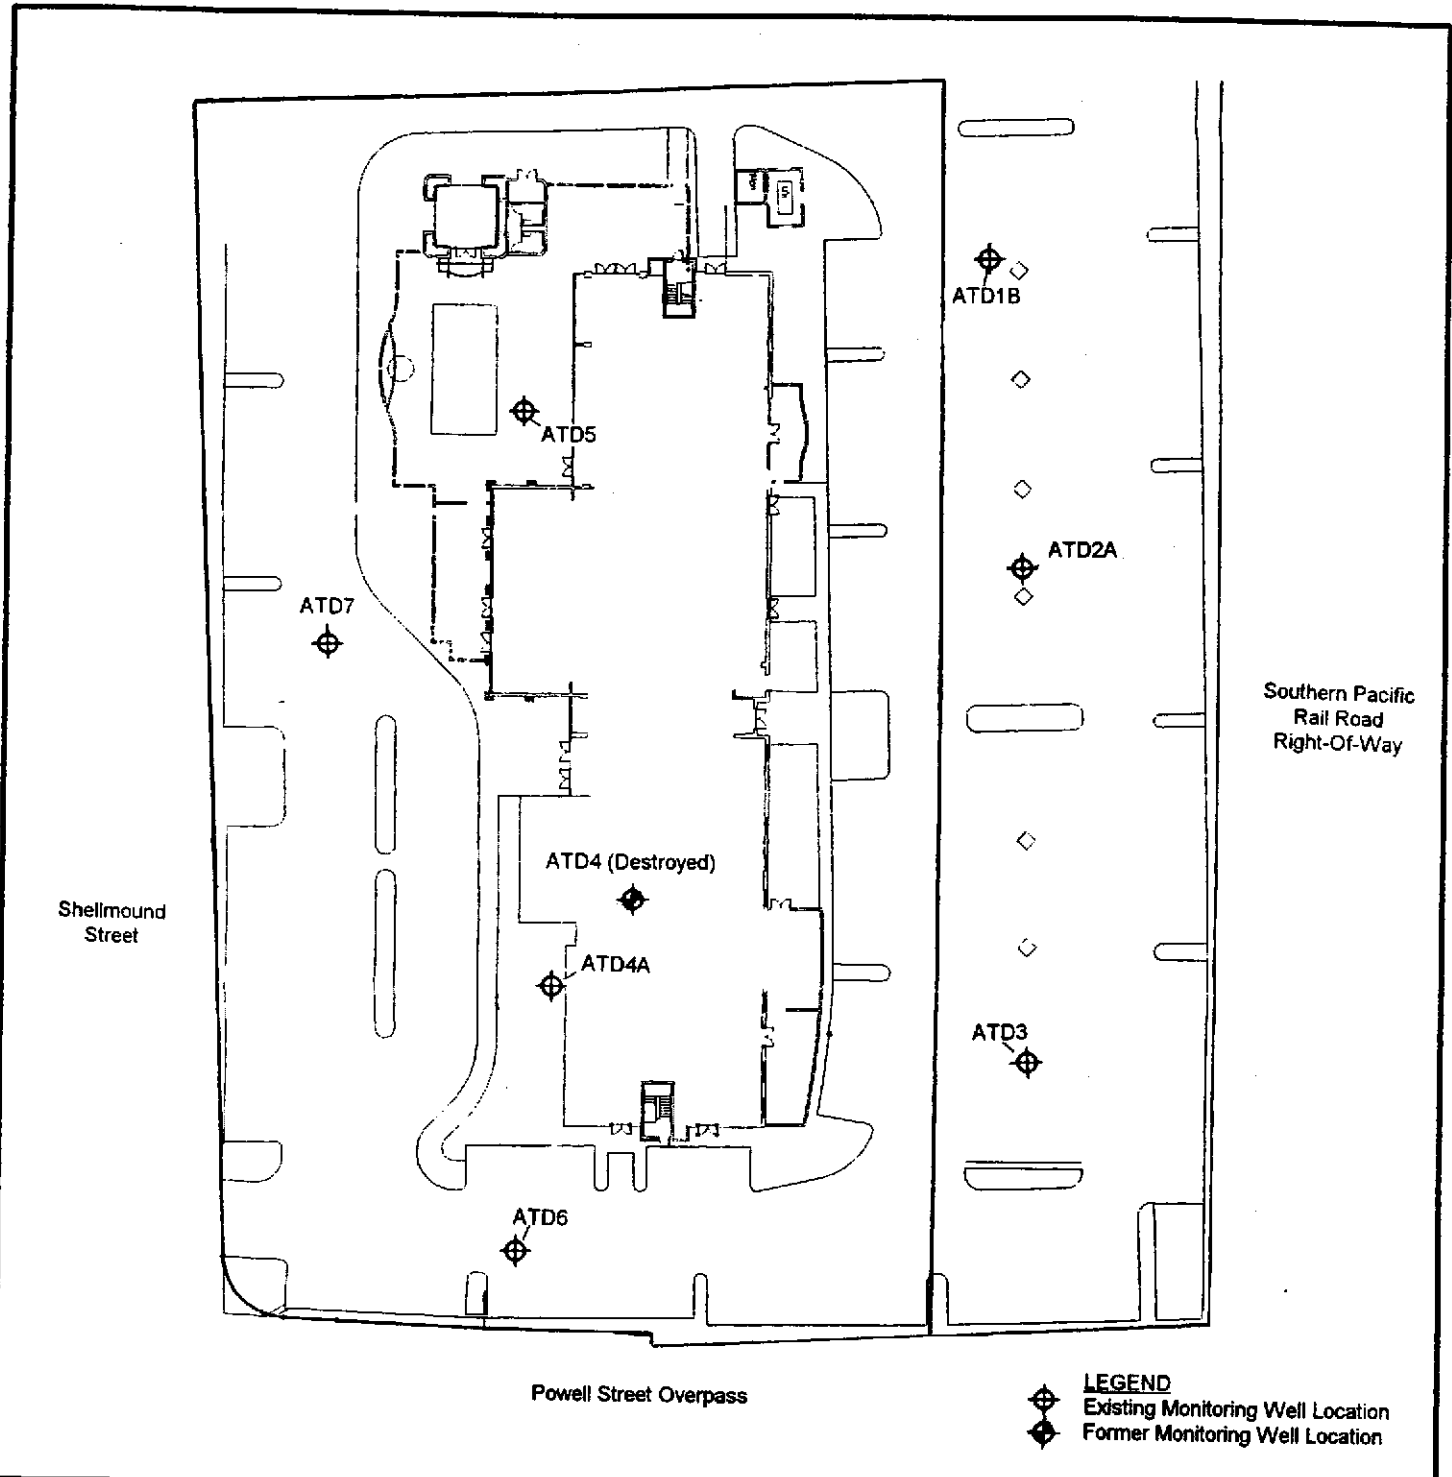 ATD1B
ATD5
ATD2A
ATD7
Southern Pacific
Rail Road
Right-Of-Way
ATD4 (Destroyed)
Shellmound
Street
ATD4A
ATD3
ATD6
Powell Street Overpass
LEGEND
Existing Monitoring Well Location
Former Monitoring Well Location